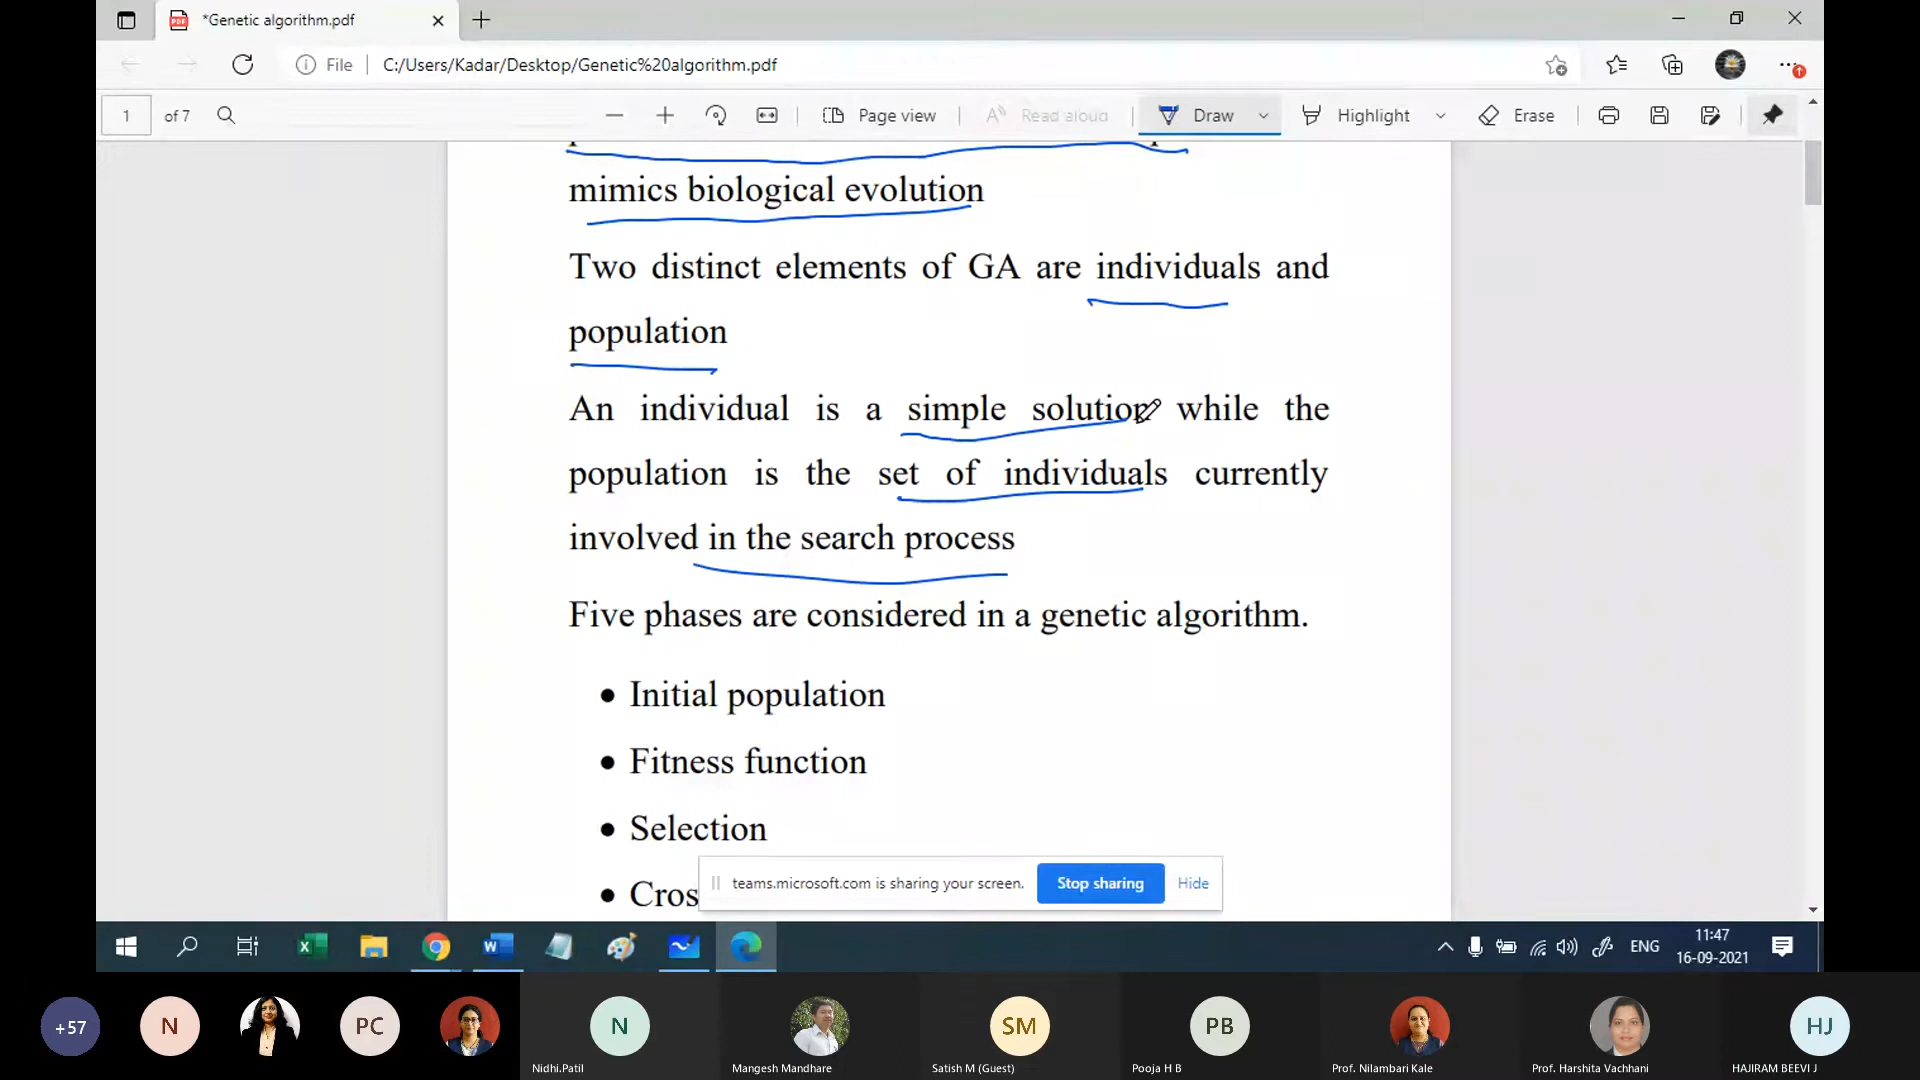 *Genetic algorithm.pdf
File
C:/Users/Kadar/Desktop/Genetic%20algorithm.pdf
1 of 7
Page view
Read aloud
Draw
Highlight
Erase
mimics biological evolution
Two distinct elements of GA are individuals and
population
An individual is a simple solution while the
population is the set of individuals currently
involved in the search process
Five phases are considered in a genetic algorithm.
• Initial population
• Fitness function
• Selection
• Cros
teams.microsoft.com is sharing your screen. Stop sharing Hide
ENG
11:47
16-09-2021
+57 N PC N SM PB HJ
Nidhi.Patil Mangesh Mandhare Satish M (Guest) Pooja H B Prof. Nilambari Kale Prof. Harshita Vachhani HAJIRAM BEEVI J